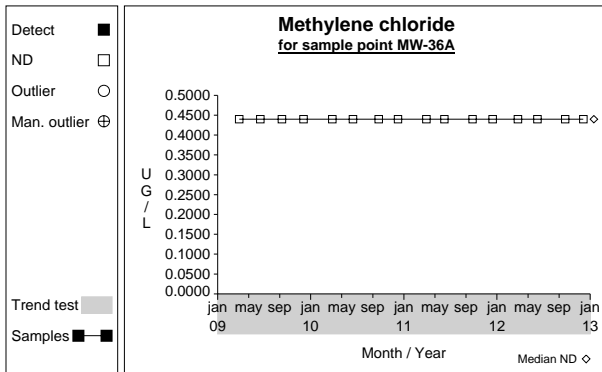 Detect
ND
Outlier
Man. outlier
Trend test
Samples
Methylene chloride
for sample point MW-36A
U
G
/
L
0.5000
0.4500
0.4000
0.3500
0.3000
0.2500
0.2000
0.1500
0.1000
0.0500
0.0000
jan may sep jan may sep jan may sep jan may sep jan
09 10 11 12 13
Month / Year
Median ND